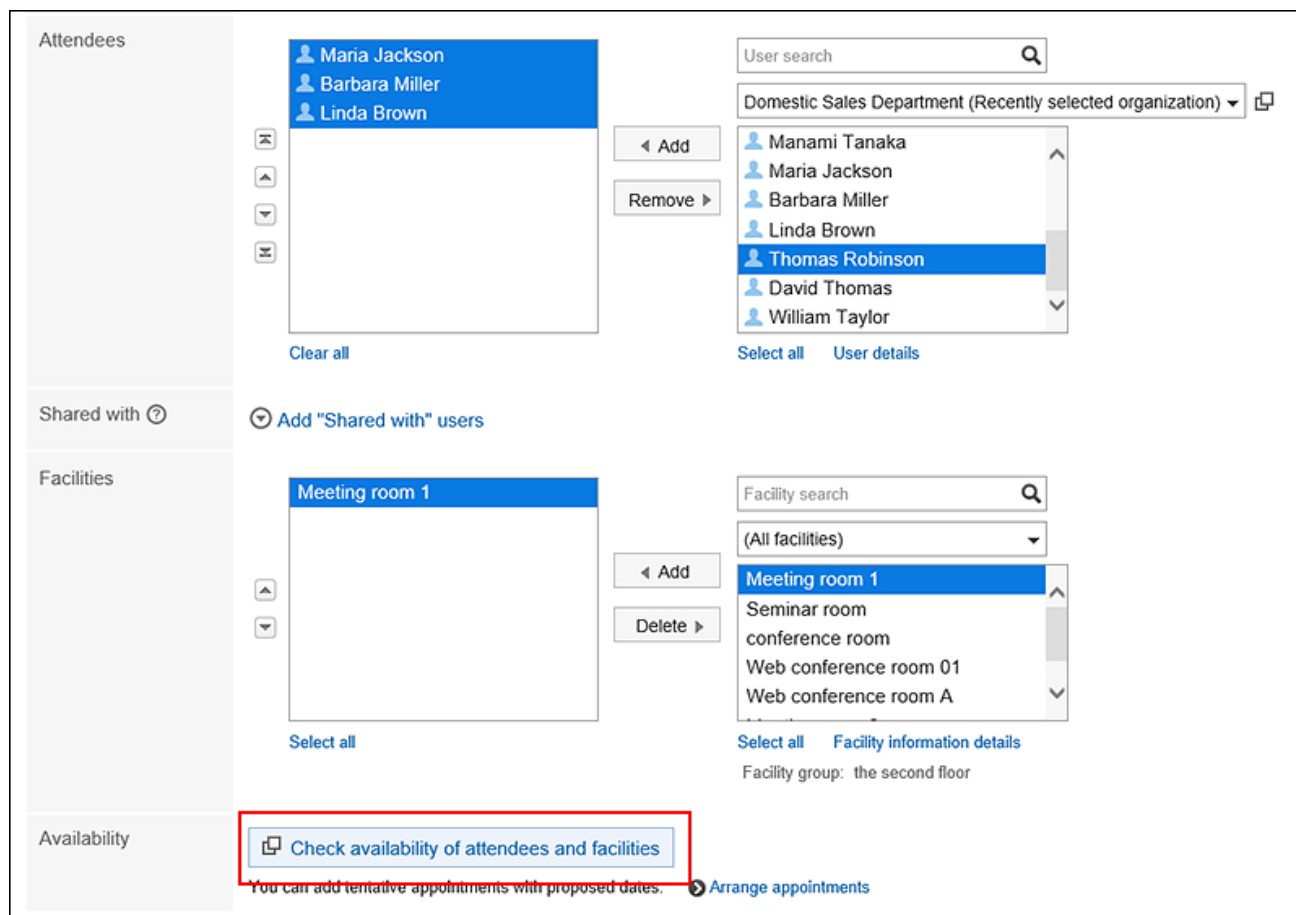 Attendees
Maria Jackson
Barbara Miller
Linda Brown
Clear all
Add
Remove
User search
Domestic Sales Department (Recently selected organization)
Manami Tanaka
Maria Jackson
Barbara Miller
Linda Brown
Thomas Robinson
David Thomas
William Taylor
Select all User details
Shared with
Add "Shared with" users
Facilities
Meeting room 1
Select all
Add
Delete
Facility search
(All facilities)
Meeting room 1
Seminar room
conference room
Web conference room 01
Web conference room A
Select all Facility information details
Facility group: the second floor
Availability
Check availability of attendees and facilities
You can add tentative appointments with proposed dates. Arrange appointments